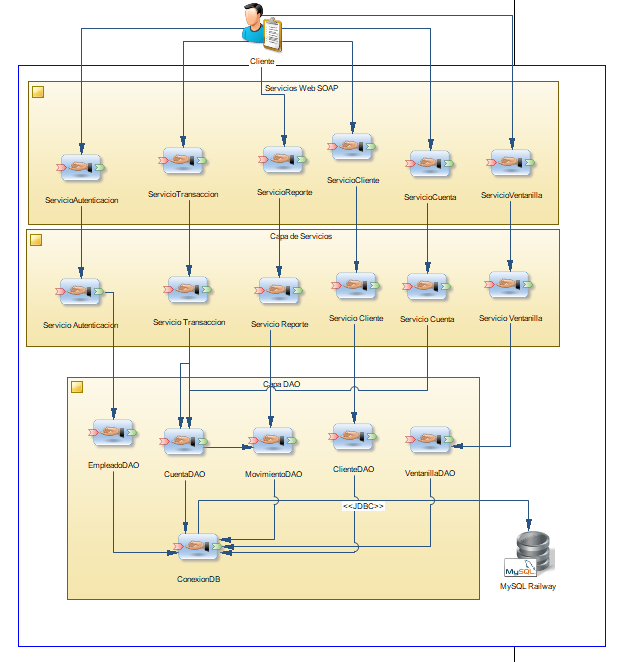 Cliente
Servicios Web SOAP
ServicioAutenticacion
ServicioTransaccion
ServicioReporte
ServicioCliente
ServicioCuenta
ServicioVentanilla
Capa de Servicios
Servicio Autenticacion
Servicio Transaccion
Servicio Reporte
Servicio Cliente
Servicio Cuenta
Servicio Ventanilla
Capa DAO
EmpleadoDAO
CuentaDAO
MovimientoDAO
ClienteDAO
VentanillaDAO
<<JDBC>>
ConexionDB
MySQL
MySQL Railway